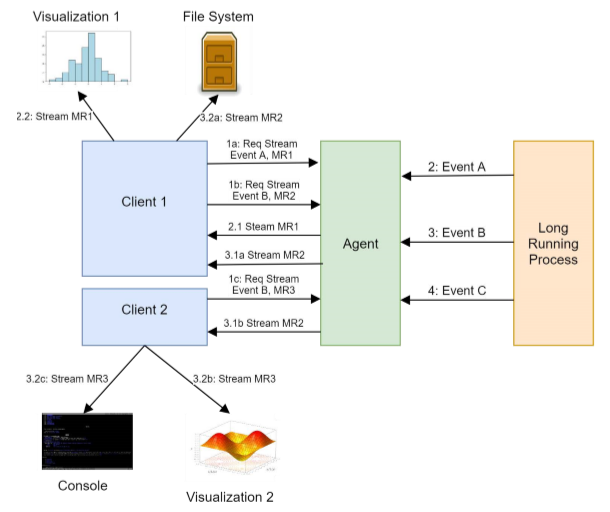 Visualization 1
File System
2.2: Stream MR1
3.2a: Stream MR2
1a: Req Stream
Event A, MR1
1b: Req Stream
Event B, MR2
2.1 Steam MR1
3.1a Stream MR2
Client 1
Agent
2: Event A
3: Event B
4: Event C
Long
Running
Process
1c: Req Stream
Event B, MR3
3.1b Stream MR2
Client 2
3.2c: Stream MR3
3.2b: Stream MR3
Console
Visualization 2